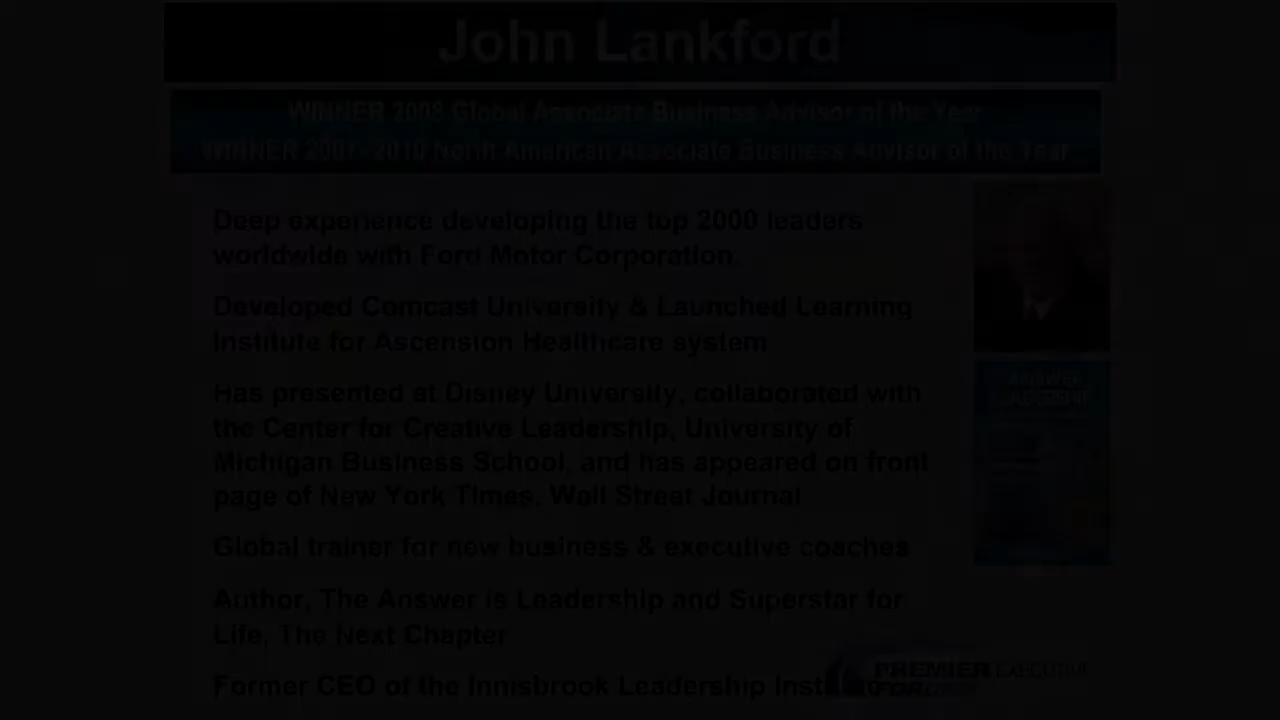 John Lankford
WINNER 2008 Global Associate Business Advisor of the Year
WINNER 2007-2010 North American Associate Business Advisor of the Year
Deep experience developing the top 2000 leaders
worldwide with Ford Motor Corporation
Developed Comcast University & Launched Learning
Institute for Ascension Healthcare system
Has presented at Disney University, collaborated with
the Center for Creative Leadership, University of
Michigan Business School, and has appeared on front
page of New York Times, Wall Street Journal
Global trainer for new business & executive coaches
Author, The Answer is Leadership and Superstar for
Life, The Next Chapter
Former CEO of the Innisbrook Leadership Institute
ANSWER
LEADERSHIP
PREMIER EXECUTIVE
FORUM